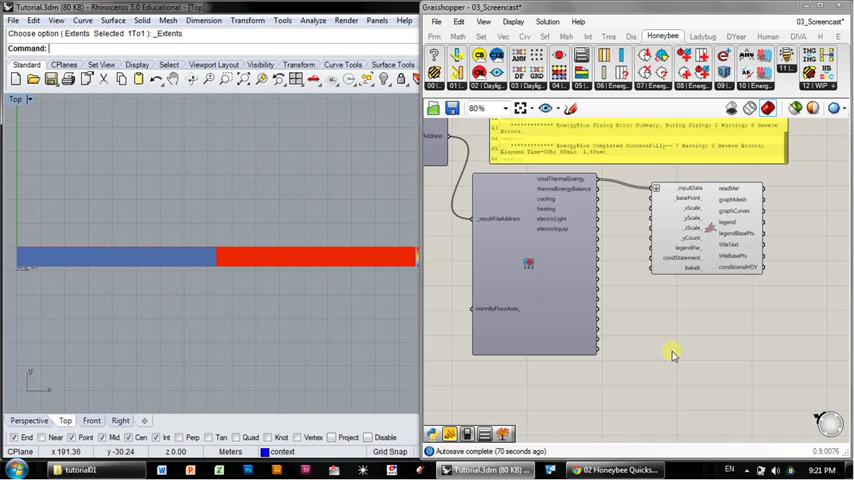 Tutorial.3dm (80 KB) - Rhinoceros 5.0 Educational - [Top]
File Edit View Curve Surface Solid Mesh Dimension Transform Tools Analyze Render Panels
Choose option ( Extents Selected 1To1 ): _Extents
Command:
Standard CPlanes Set View Display Select Viewport Layout Visibility Transform Curve Tools Surface Tools
Top
y
x
Perspective Top Front Right
End Near Point Mid Cen Int Perp Tan Quad Knot Vertex Project Disable
CPlane x 191.36 y -30.24 z 0.00 Meters context Grid Snap
Grasshopper - 03_Screencast*
File Edit View Display Solution Help 03_Screencast*
Prm Math Set Vec Crv Srf Msh Int Trns Dis Honeybee Ladybug DYear Human DIVA
80%
************* EnergyPlus Sizing Error Summary. During Sizing: 2 Warning; 0 Severe
Errors.
************* EnergyPlus Completed Successfully-- 7 Warning; 0 Severe Errors;
Elapsed Time=00hr 00min 1.60sec
Address
_resultFileAddress
normByFloorArea_
totalThermalEnergy
thermalEnergyBalance
cooling
heating
electricLight
electricEquip
_inputData
_basePoint_
_xScale_
_yScale_
_zScale_
_yCount_
legendPar_
condStatement_
bakeIt_
readMe!
graphMesh
graphCurves
legend
legendBasePts
titleText
titleBasePts
conditionalHOY
Autosave complete (70 seconds ago) 0.9.0076
tutorial01 Tutorial.3dm (80 KB) ... 02 Honeybee Quicks... EN 9:21 PM